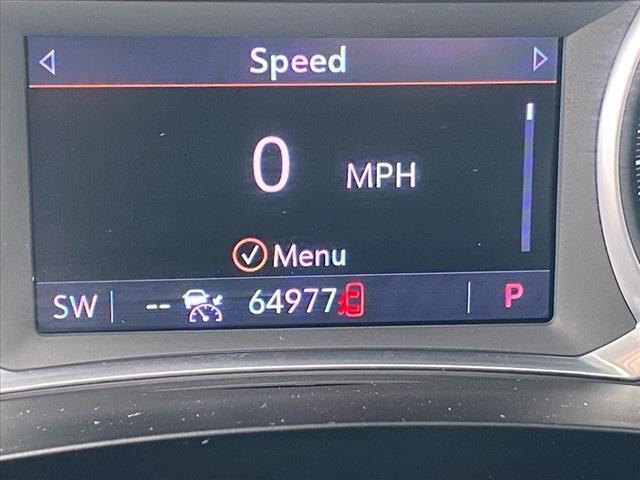 Speed
0 MPH
Menu
SW -- 64977 P